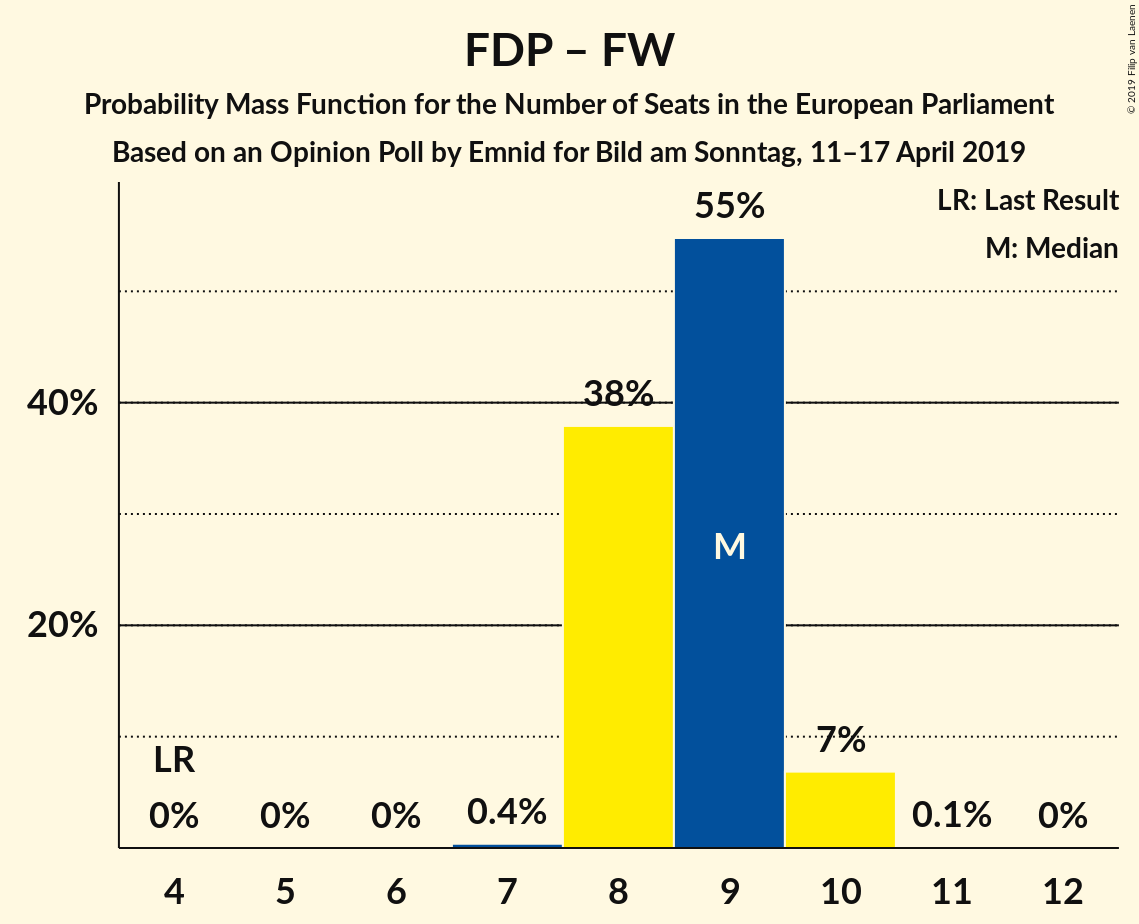 FDP – FW
Probability Mass Function for the Number of Seats in the European Parliament
Based on an Opinion Poll by Emnid for Bild am Sonntag, 11–17 April 2019
© 2019 Filip van Laenen
LR: Last Result
M: Median
55%
40%
38%
M
20%
LR
7%
0%
0%
0%
0.4%
0.1%
0%
4
5
6
7
8
9
10
11
12